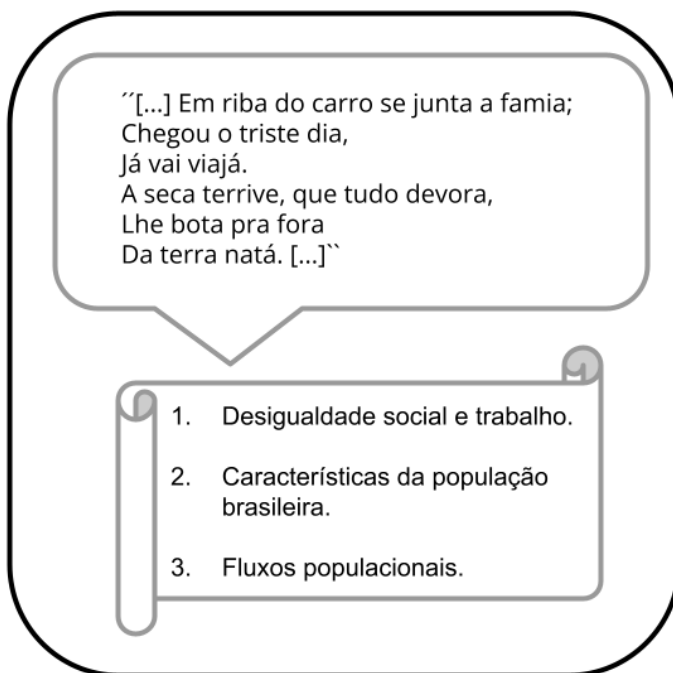 ´´[...] Em riba do carro se junta a famia;
Chegou o triste dia,
Já vai viajá.
A seca terrive, que tudo devora,
Lhe bota pra fora
Da terra natá. [...]``
1. Desigualdade social e trabalho.
2. Características da população
brasileira.
3. Fluxos populacionais.